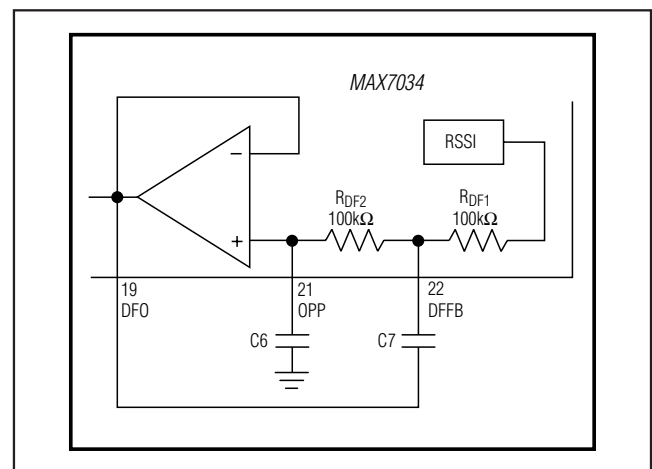 MAX7034
RSSI
−
+
RDF2
100kΩ
RDF1
100kΩ
19
DFO
21
OPP
22
DFFB
C6
C7